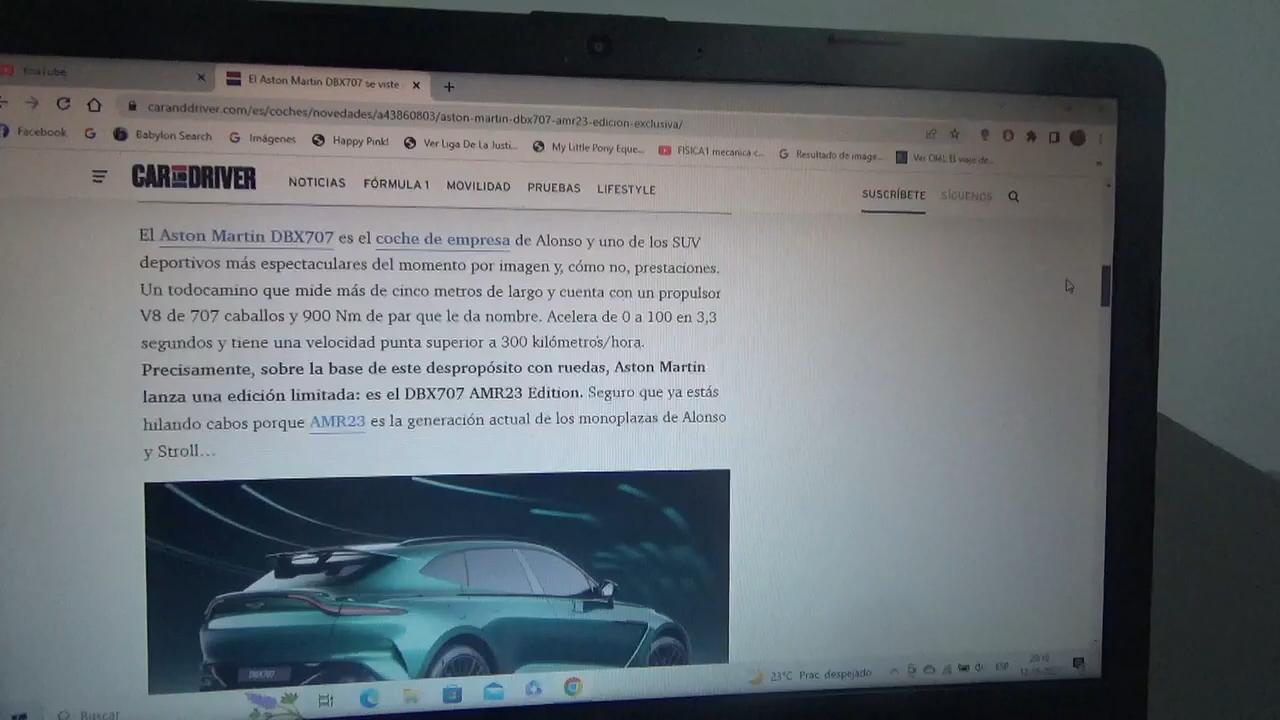 YouTube
El Aston Martin DBX707 se viste
caranddriver.com/es/coches/novedades/a43860803/aston-martin-dbx707-amr23-edicion-exclusiva/
Facebook
Babylon Search
Imágenes
Happy Pink!
Ver Liga De La Justi...
My Little Pony Eque...
FISICA1 mecanica c...
Resultado de image...
CAR AND DRIVER
NOTICIAS FÓRMULA 1 MOVILIDAD PRUEBAS LIFESTYLE
SUSCRÍBETE SÍGUENOS
El Aston Martin DBX707 es el coche de empresa de Alonso y uno de los SUV
deportivos más espectaculares del momento por imagen y, cómo no, prestaciones.
Un todocamino que mide más de cinco metros de largo y cuenta con un propulsor
V8 de 707 caballos y 900 Nm de par que le da nombre. Acelera de 0 a 100 en 3,3
segundos y tiene una velocidad punta superior a 300 kilómetros/hora.
Precisamente, sobre la base de este despropósito con ruedas, Aston Martin
lanza una edición limitada: es el DBX707 AMR23 Edition. Seguro que ya estás
hilando cabos porque AMR23 es la generación actual de los monoplazas de Alonso
y Stroll...
DBX707
23°C Prac. despejado
ESP
Buscar